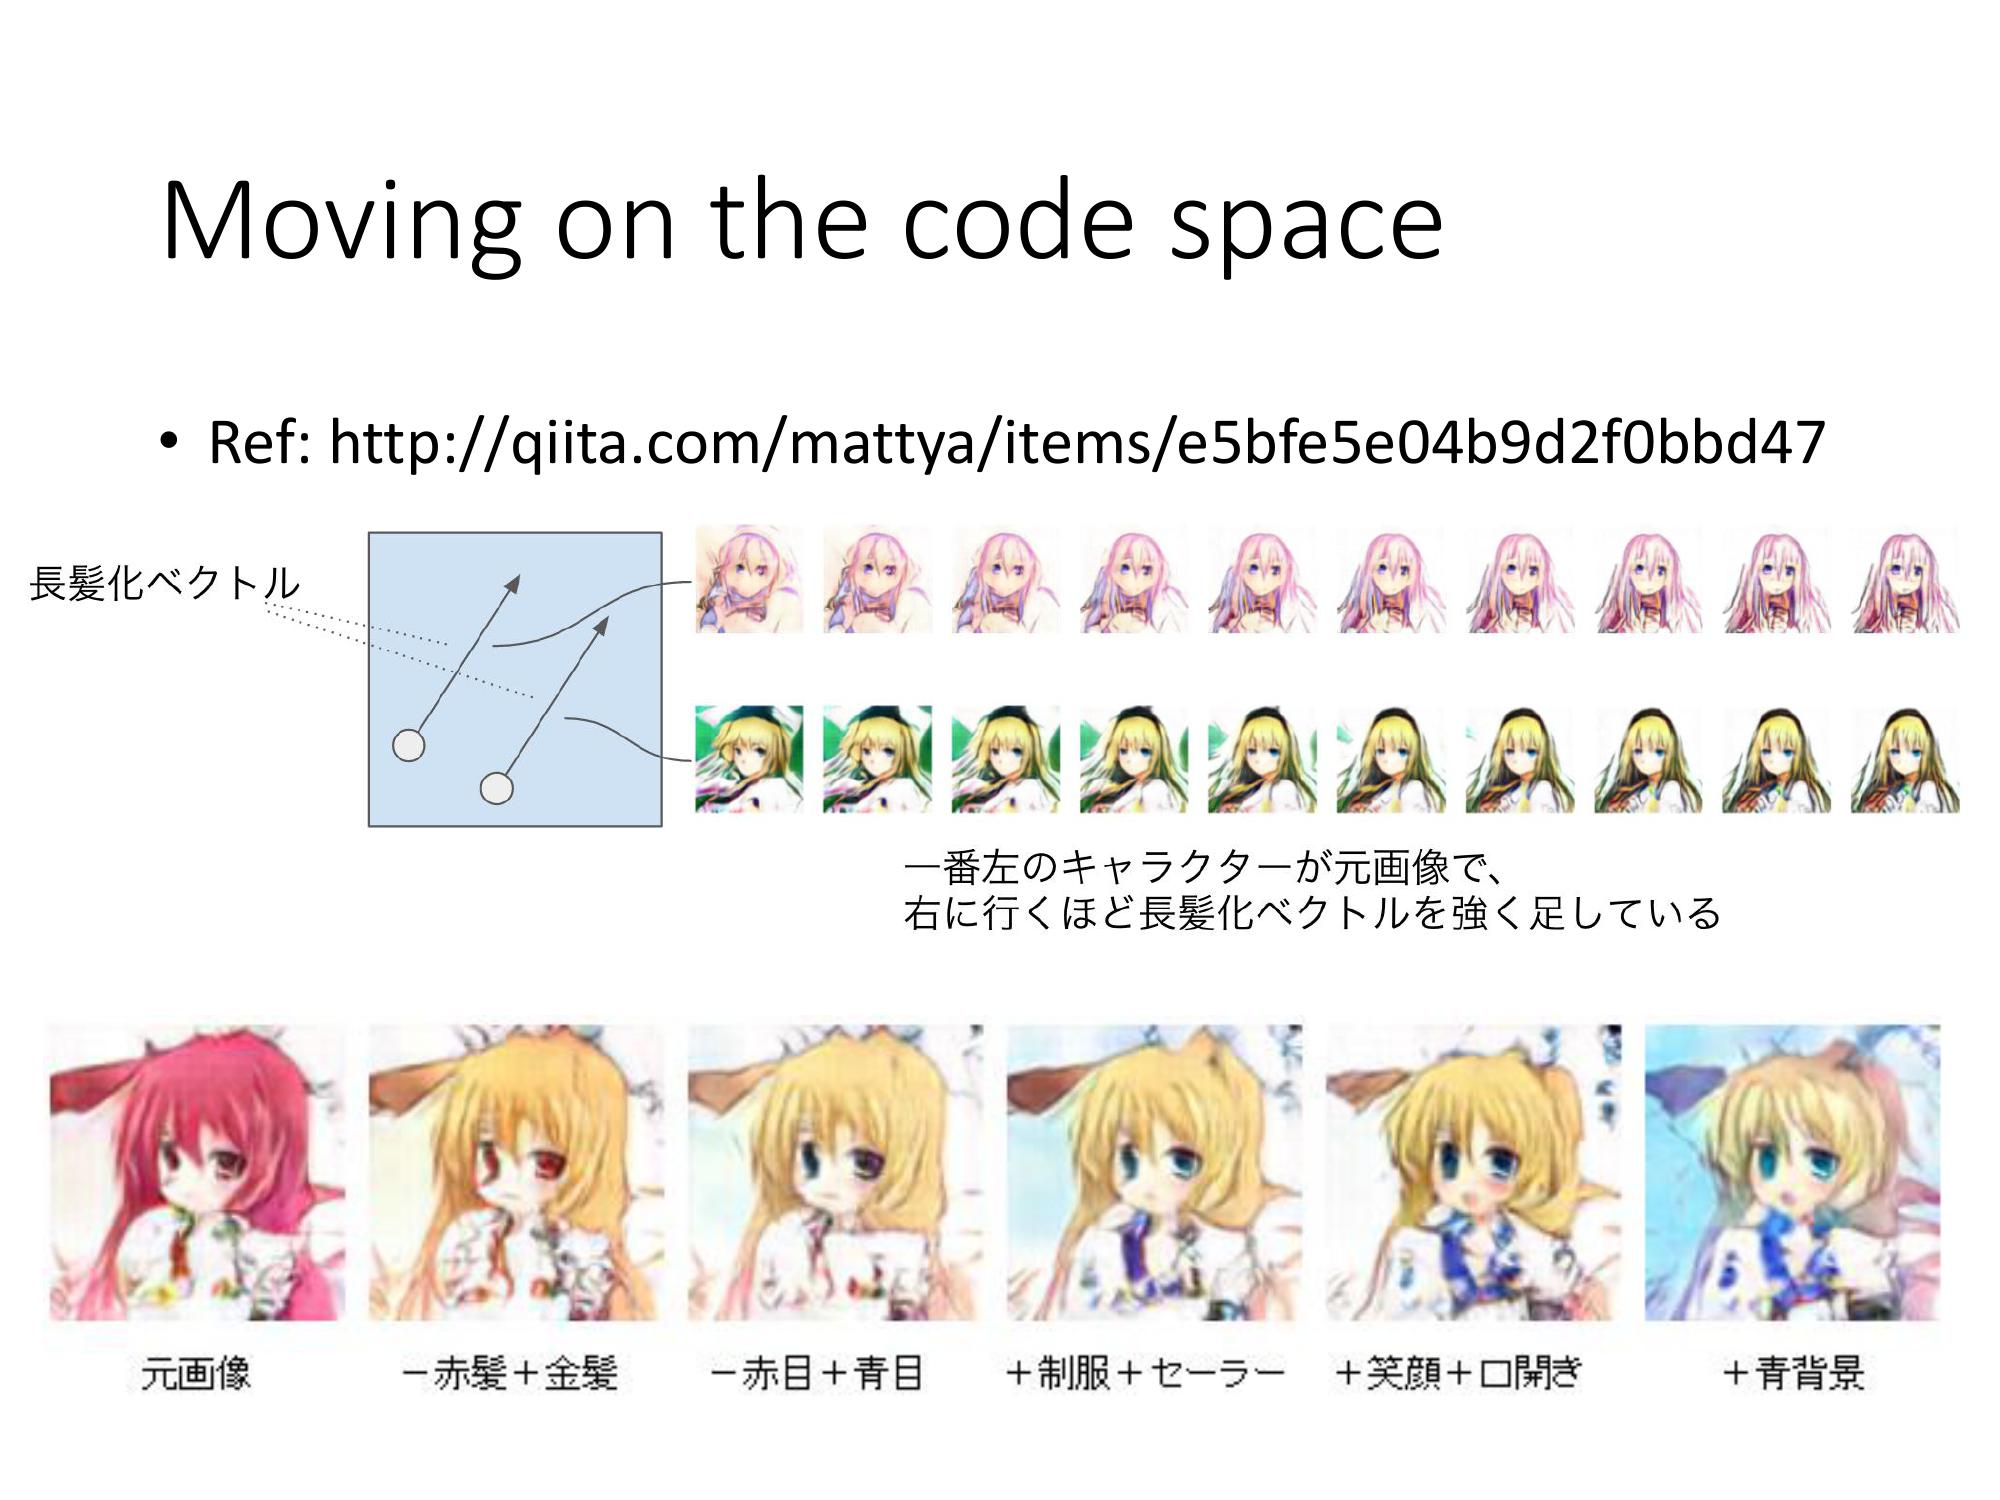 Moving on the code space
• Ref: http://qiita.com/mattya/items/e5bfe5e04b9d2f0bbd47
長髪化ベクトル
一番左のキャラクターが元画像で、
右に行くほど長髪化ベクトルを強く足している
元画像
－赤髪＋金髪
－赤目＋青目
＋制服＋セーラー
＋笑顔＋口開き
＋青背景